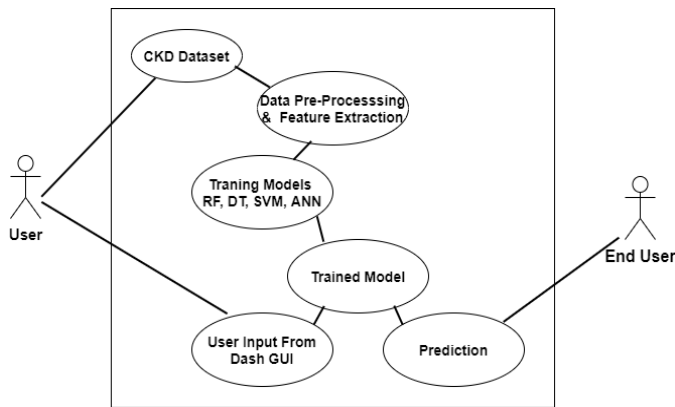 CKD Dataset
Data Pre-Processsing
& Feature Extraction
Traning Models
RF, DT, SVM, ANN
User
End User
Trained Model
User Input From
Dash GUI
Prediction